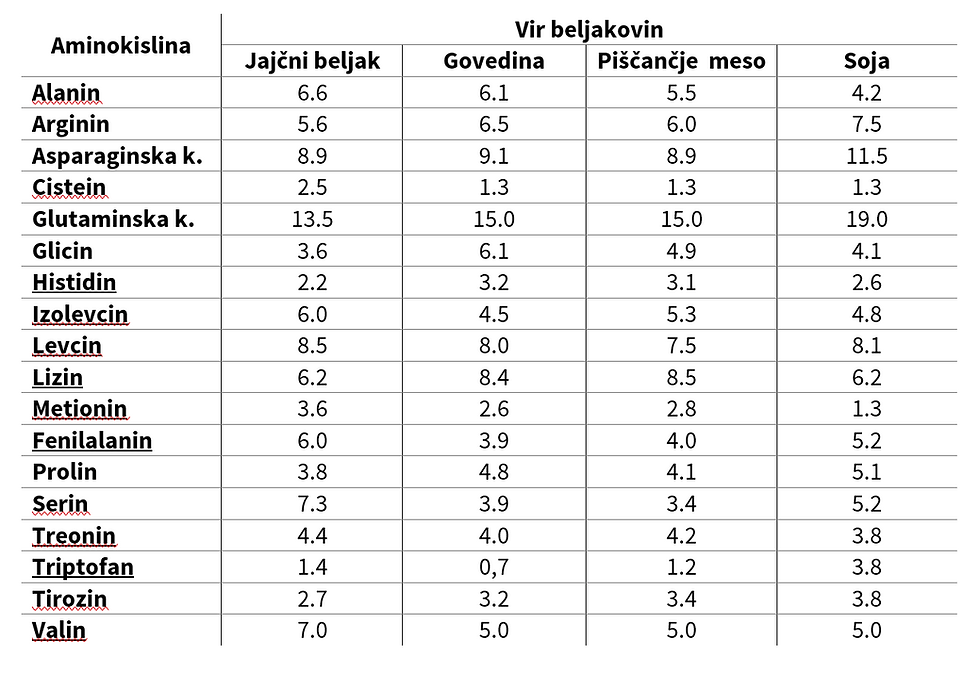 Aminokislina Vir beljakovin
Jajčni beljak Govedina Piščančje meso Soja
Alanin 6.6 6.1 5.5 4.2
Arginin 5.6 6.5 6.0 7.5
Asparaginska k. 8.9 9.1 8.9 11.5
Cistein 2.5 1.3 1.3 1.3
Glutaminska k. 13.5 15.0 15.0 19.0
Glicin 3.6 6.1 4.9 4.1
Histidin 2.2 3.2 3.1 2.6
Izolevcin 6.0 4.5 5.3 4.8
Levcin 8.5 8.0 7.5 8.1
Lizin 6.2 8.4 8.5 6.2
Metionin 3.6 2.6 2.8 1.3
Fenilalanin 6.0 3.9 4.0 5.2
Prolin 3.8 4.8 4.1 5.1
Serin 7.3 3.9 3.4 5.2
Treonin 4.4 4.0 4.2 3.8
Triptofan 1.4 0,7 1.2 3.8
Tirozin 2.7 3.2 3.4 3.8
Valin 7.0 5.0 5.0 5.0